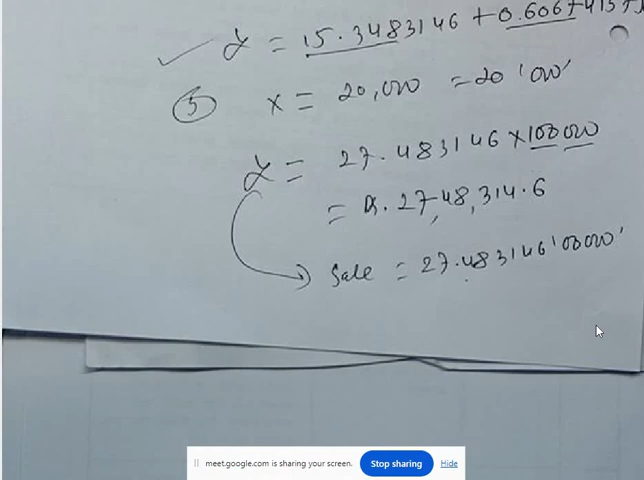 ✓ y = 15.3483146 + 0.6067415
⑤ x = 20,000 = 20 '000'
y = 27.483146 × 100000
= Rs. 27,48,314.6
→ Sale = 27.483146 '00000'
meet.google.com is sharing your screen. Stop sharing Hide